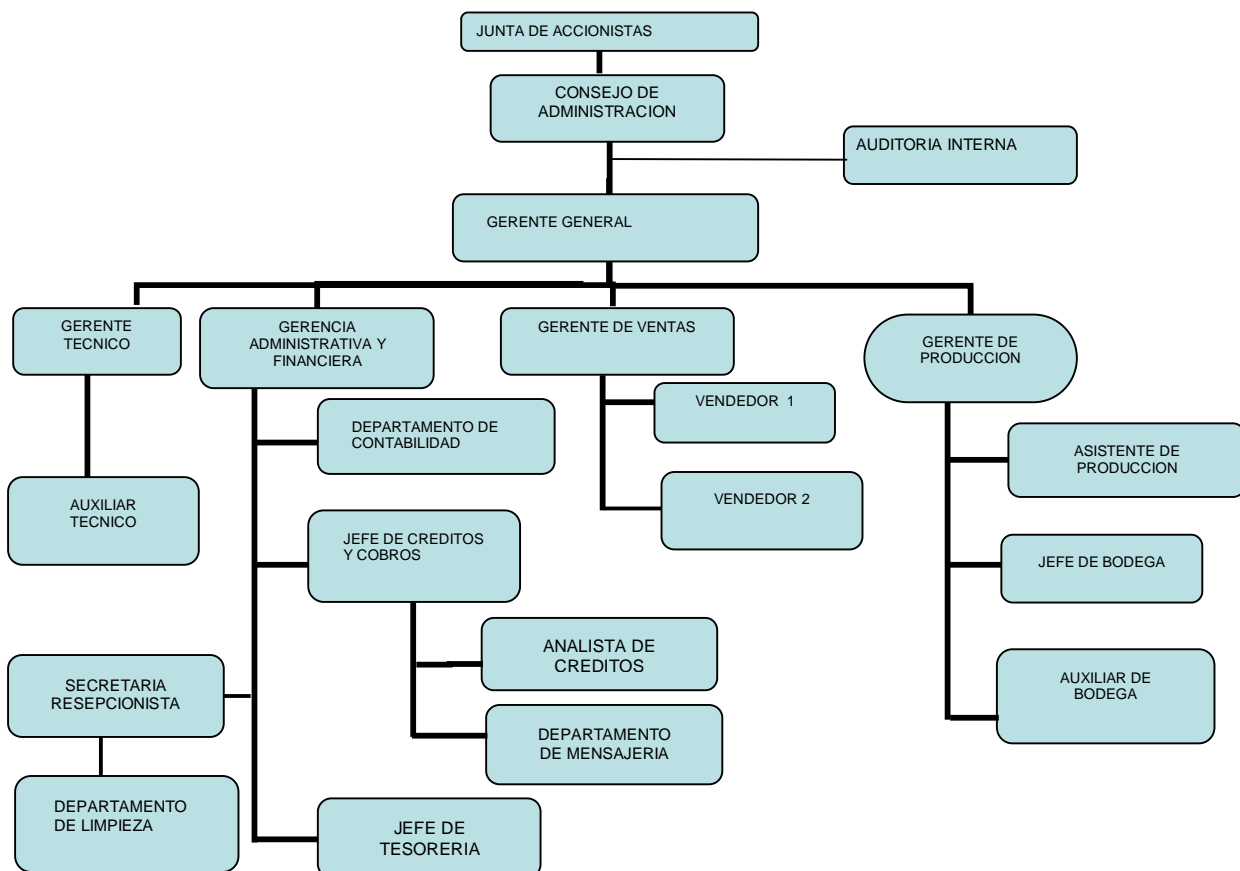 JUNTA DE ACCIONISTAS
CONSEJO DE
ADMINISTRACION
AUDITORIA INTERNA
GERENTE GENERAL
GERENTE
TECNICO
GERENCIA
ADMINISTRATIVA Y
FINANCIERA
GERENTE DE VENTAS
GERENTE DE
PRODUCCION
VENDEDOR 1
DEPARTAMENTO DE
CONTABILIDAD
ASISTENTE DE
PRODUCCION
AUXILIAR
TECNICO
VENDEDOR 2
JEFE DE CREDITOS
Y COBROS
JEFE DE BODEGA
ANALISTA DE
CREDITOS
SECRETARIA
RESEPCIONISTA
AUXILIAR DE
BODEGA
DEPARTAMENTO
DE MENSAJERIA
DEPARTAMENTO
DE LIMPIEZA
JEFE DE
TESORERIA